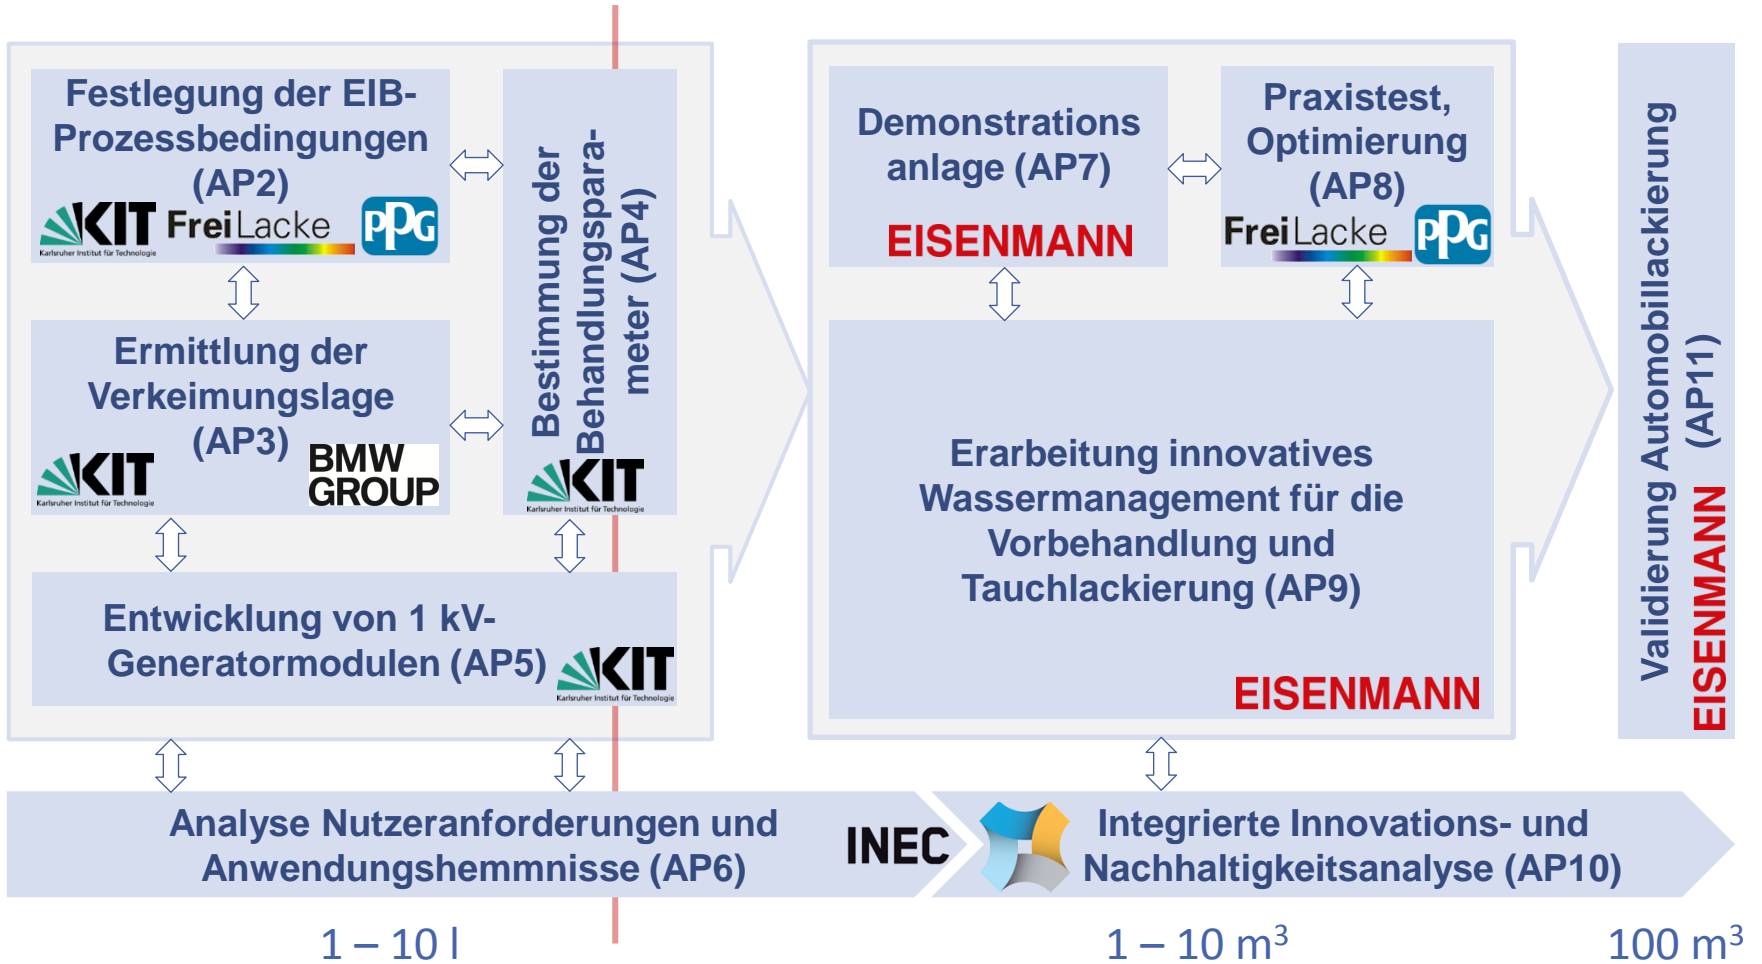 Festlegung der EIB-
Prozessbedingungen
(AP2)
KIT
Karlsruher Institut für Technologie
FreiLacke
PPG
Ermittlung der
Verkeimungslage
(AP3)
KIT
Karlsruher Institut für Technologie
BMW
GROUP
Bestimmung der
Behandlungspara-
meter (AP4)
KIT
Karlsruher Institut für Technologie
Entwicklung von 1 kV-
Generatormodulen (AP5)
KIT
Karlsruher Institut für Technologie
Demonstrations
anlage (AP7)
EISENMANN
Praxistest,
Optimierung
(AP8)
FreiLacke
PPG
Erarbeitung innovatives
Wassermanagement für die
Vorbehandlung und
Tauchlackierung (AP9)
EISENMANN
Validierung Automobillackierung
(AP11)
EISENMANN
Analyse Nutzeranforderungen und
Anwendungshemmnisse (AP6)
INEC
Integrierte Innovations- und
Nachhaltigkeitsanalyse (AP10)
1 – 10 l
1 – 10 m³
100 m³